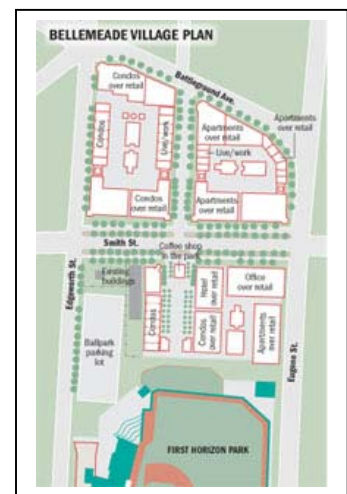 BELLEMEADE VILLAGE PLAN
Condos
over retail
Battleground Ave.
Apartments
over retail
Condos
Live/work
Apartments
over retail
Live/work
Condos
over retail
Apartments
over retail
Smith St.
Coffee shop
in the park
Edgeworth St.
Existing
buildings
Hotel
over retail
Office
over retail
Condos
Condos
over retail
Apartments
over retail
Ballpark
parking
lot
Eugene St.
FIRST HORIZON PARK